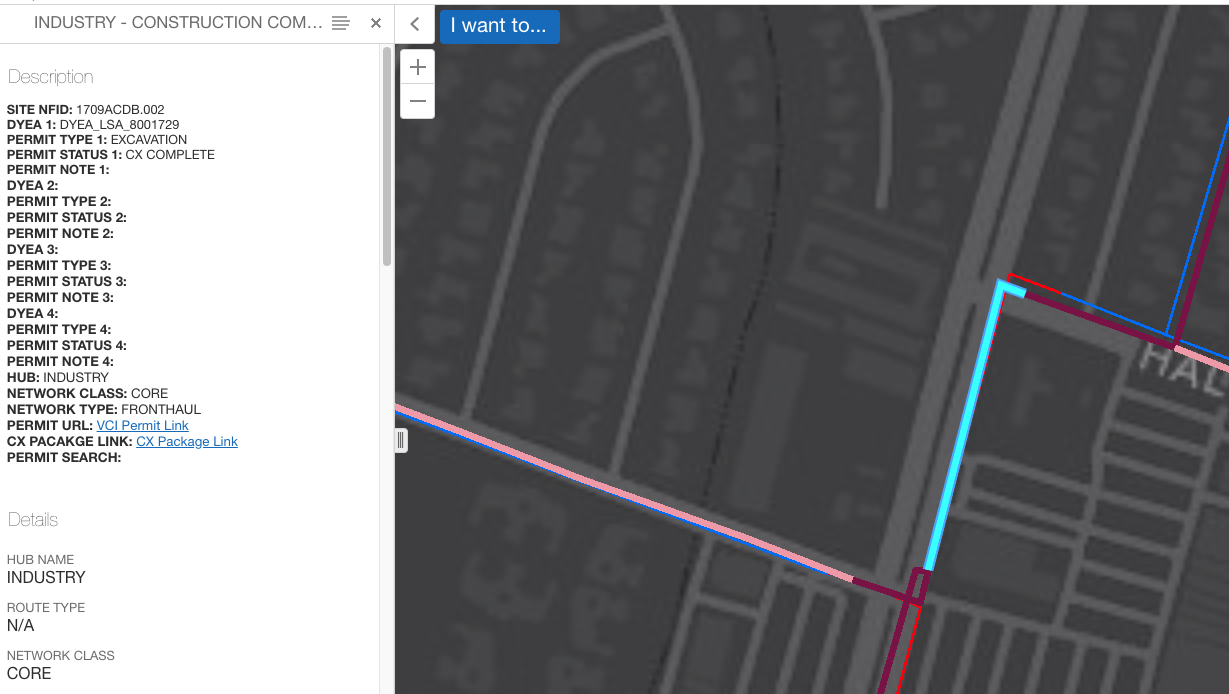 INDUSTRY - CONSTRUCTION COM...
I want to...
Description
SITE NFID: 1709ACDB.002
DYEA 1: DYEA_LSA_8001729
PERMIT TYPE 1: EXCAVATION
PERMIT STATUS 1: CX COMPLETE
PERMIT NOTE 1:
DYEA 2:
PERMIT TYPE 2:
PERMIT STATUS 2:
PERMIT NOTE 2:
DYEA 3:
PERMIT TYPE 3:
PERMIT STATUS 3:
PERMIT NOTE 3:
DYEA 4:
PERMIT TYPE 4:
PERMIT STATUS 4:
PERMIT NOTE 4:
HUB: INDUSTRY
NETWORK CLASS: CORE
NETWORK TYPE: FRONTHAUL
PERMIT URL: VCI Permit Link
CX PACAKGE LINK: CX Package Link
PERMIT SEARCH:
Details
HUB NAME
INDUSTRY
ROUTE TYPE
N/A
NETWORK CLASS
CORE
HAL